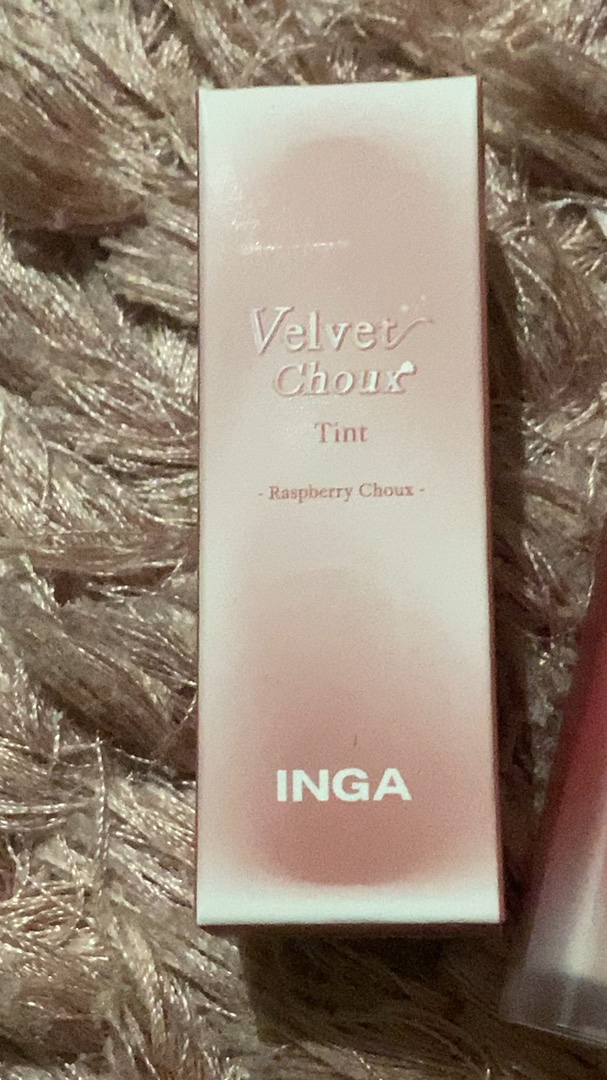 Velvet
Choux
Tint
- Raspberry Choux -
INGA